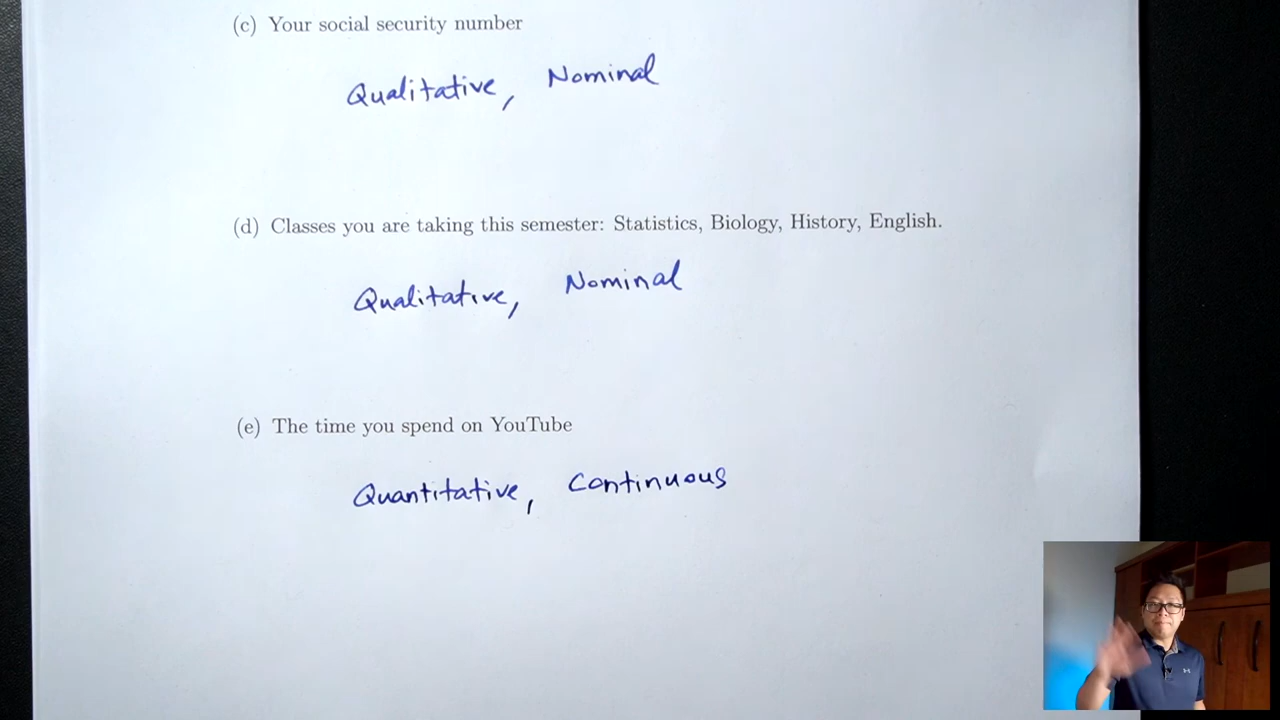 (c) Your social security number
Qualitative, Nominal
(d) Classes you are taking this semester: Statistics, Biology, History, English.
Qualitative, Nominal
(e) The time you spend on YouTube
Quantitative, Continuous